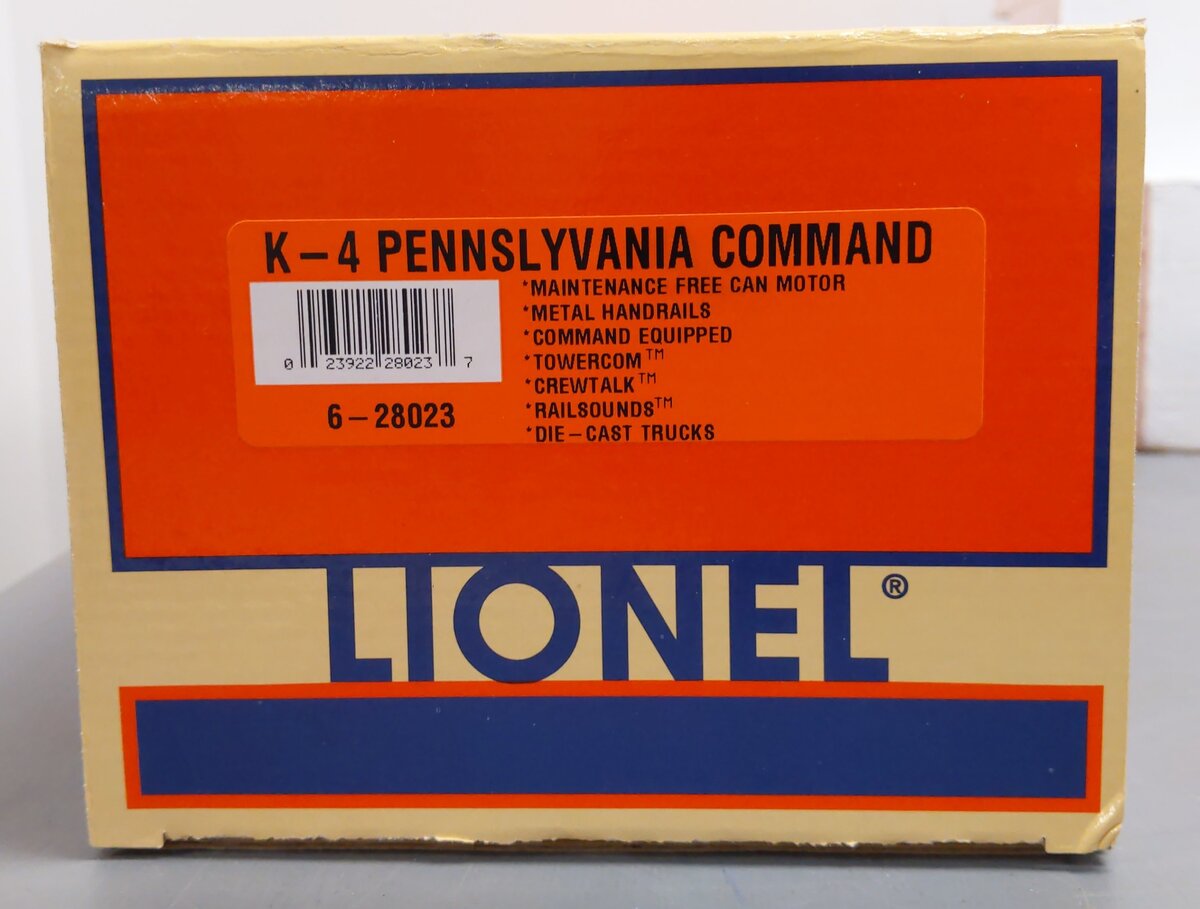 K-4 PENNSLYVANIA COMMAND
*MAINTENANCE FREE CAN MOTOR
*METAL HANDRAILS
*COMMAND EQUIPPED
*TOWERCOM™
*CREWTALK™
*RAILSOUNDS™
*DIE-CAST TRUCKS
0 23922 28023 7
6-28023
LIONEL®